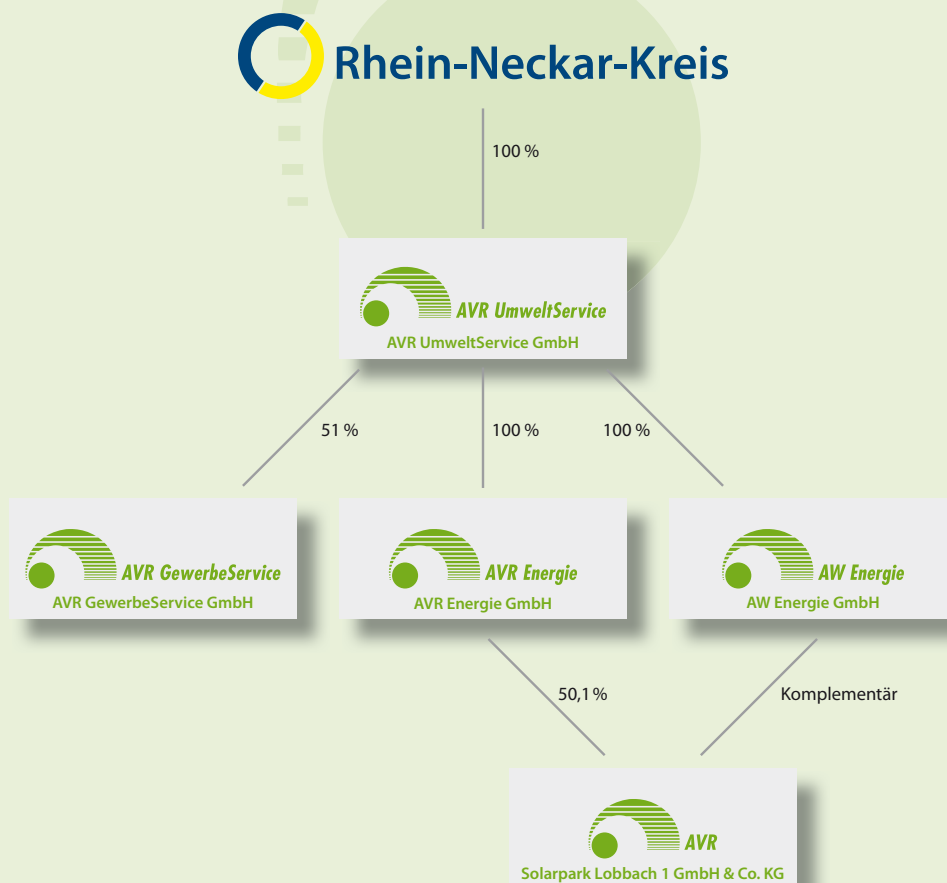 Rhein-Neckar-Kreis
100 %
AVR UmweltService
AVR UmweltService GmbH
51 %
100 %
100 %
AVR GewerbeService
AVR GewerbeService GmbH
AVR Energie
AVR Energie GmbH
AW Energie
AW Energie GmbH
50,1 %
Komplementär
AVR
Solarpark Lobbach 1 GmbH & Co. KG